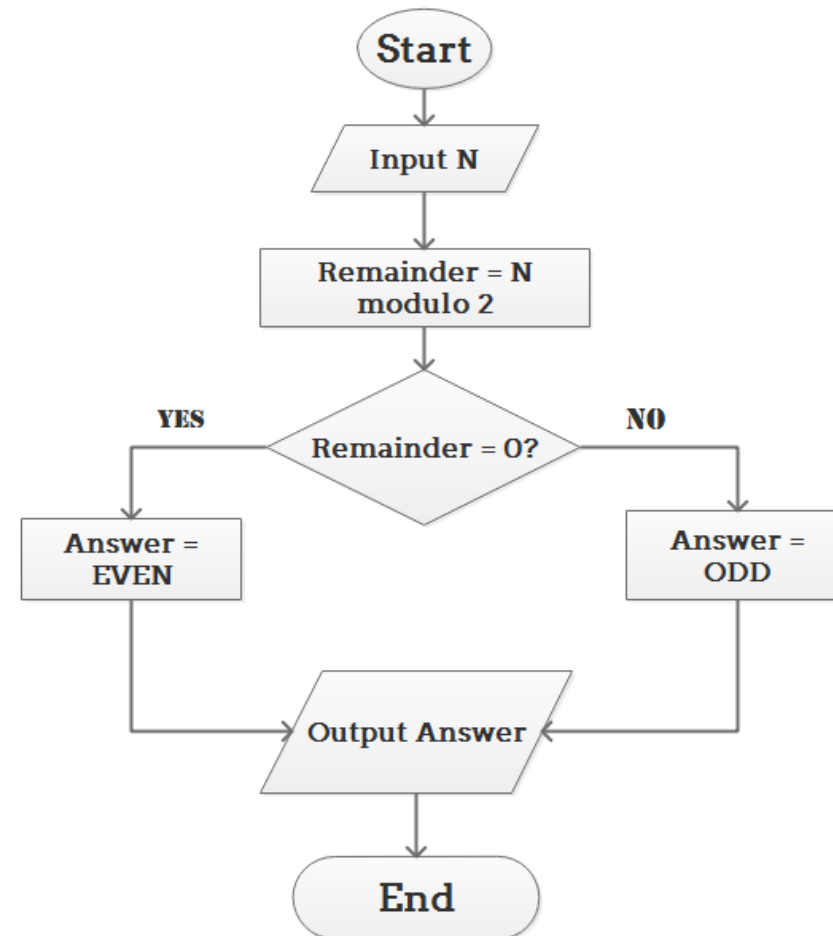 Start
Input N
Remainder = N
modulo 2
YES
NO
Remainder = 0?
Answer =
EVEN
Answer =
ODD
Output Answer
End